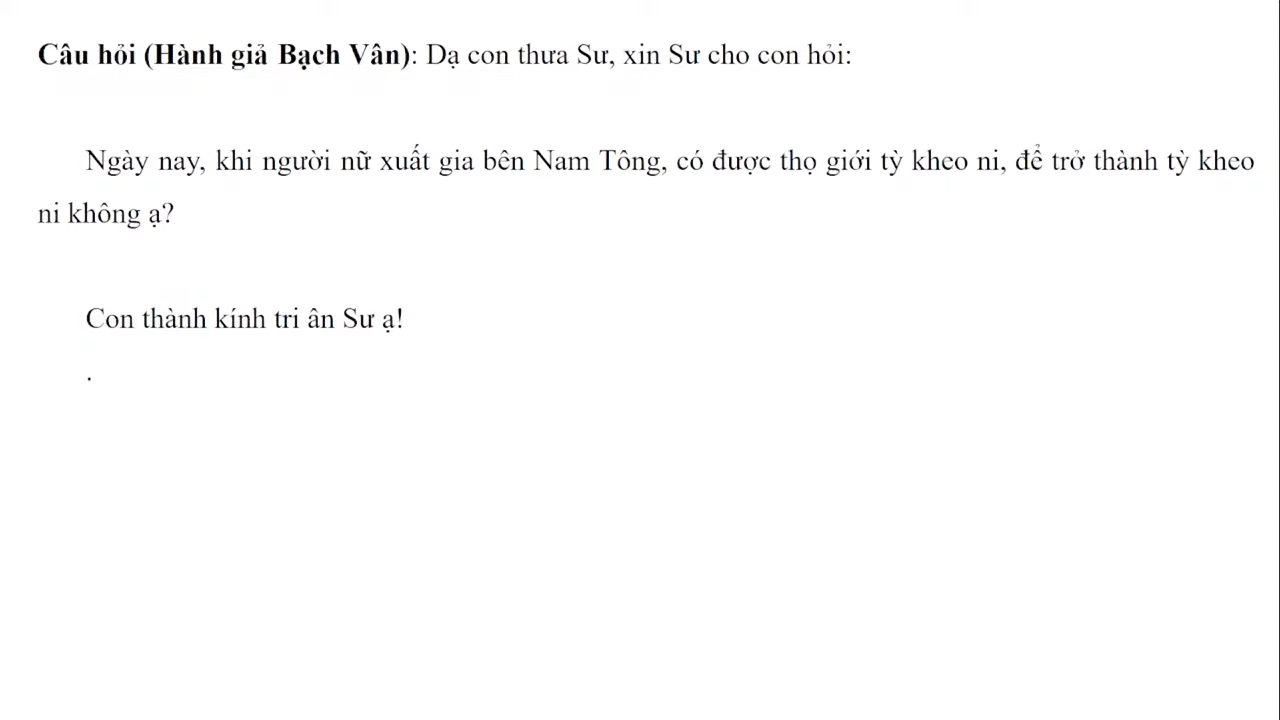 Câu hỏi (Hành giả Bạch Vân): Dạ con thưa Sư, xin Sư cho con hỏi:
Ngày nay, khi người nữ xuất gia bên Nam Tông, có được thọ giới tỳ kheo ni, để trở thành tỳ kheo
ni không ạ?
Con thành kính tri ân Sư ạ!
.